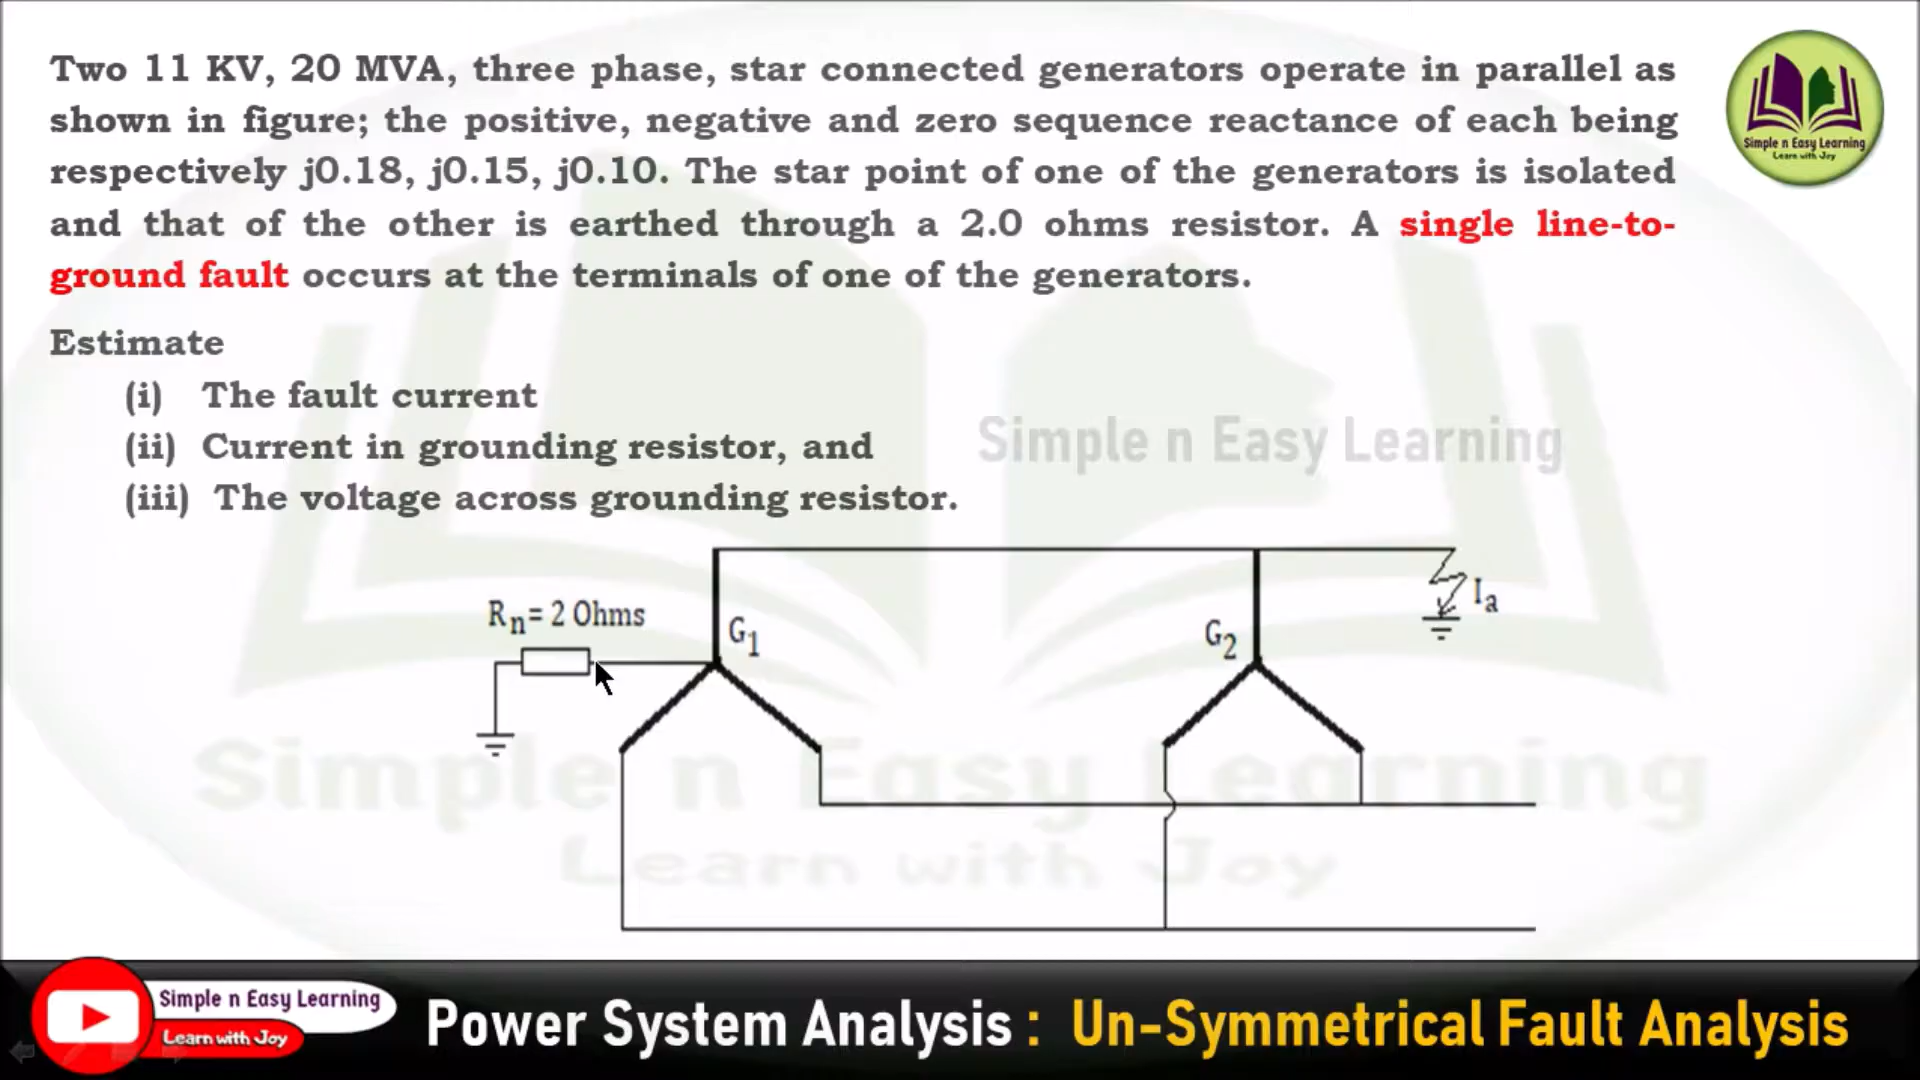 Two 11 KV, 20 MVA, three phase, star connected generators operate in parallel as
shown in figure; the positive, negative and zero sequence reactance of each being
respectively j0.18, j0.15, j0.10. The star point of one of the generators is isolated
and that of the other is earthed through a 2.0 ohms resistor. A single line-to-
ground fault occurs at the terminals of one of the generators.
Simple n Easy Learning
Learn with Joy
Estimate
(i) The fault current
(ii) Current in grounding resistor, and
(iii) The voltage across grounding resistor.
Simple n Easy Learning
Rn= 2 Ohms
G1
G2
Ia
Simple n Easy Learning
Learn with Joy
Simple n Easy Learning
Learn with Joy
Power System Analysis : Un-Symmetrical Fault Analysis